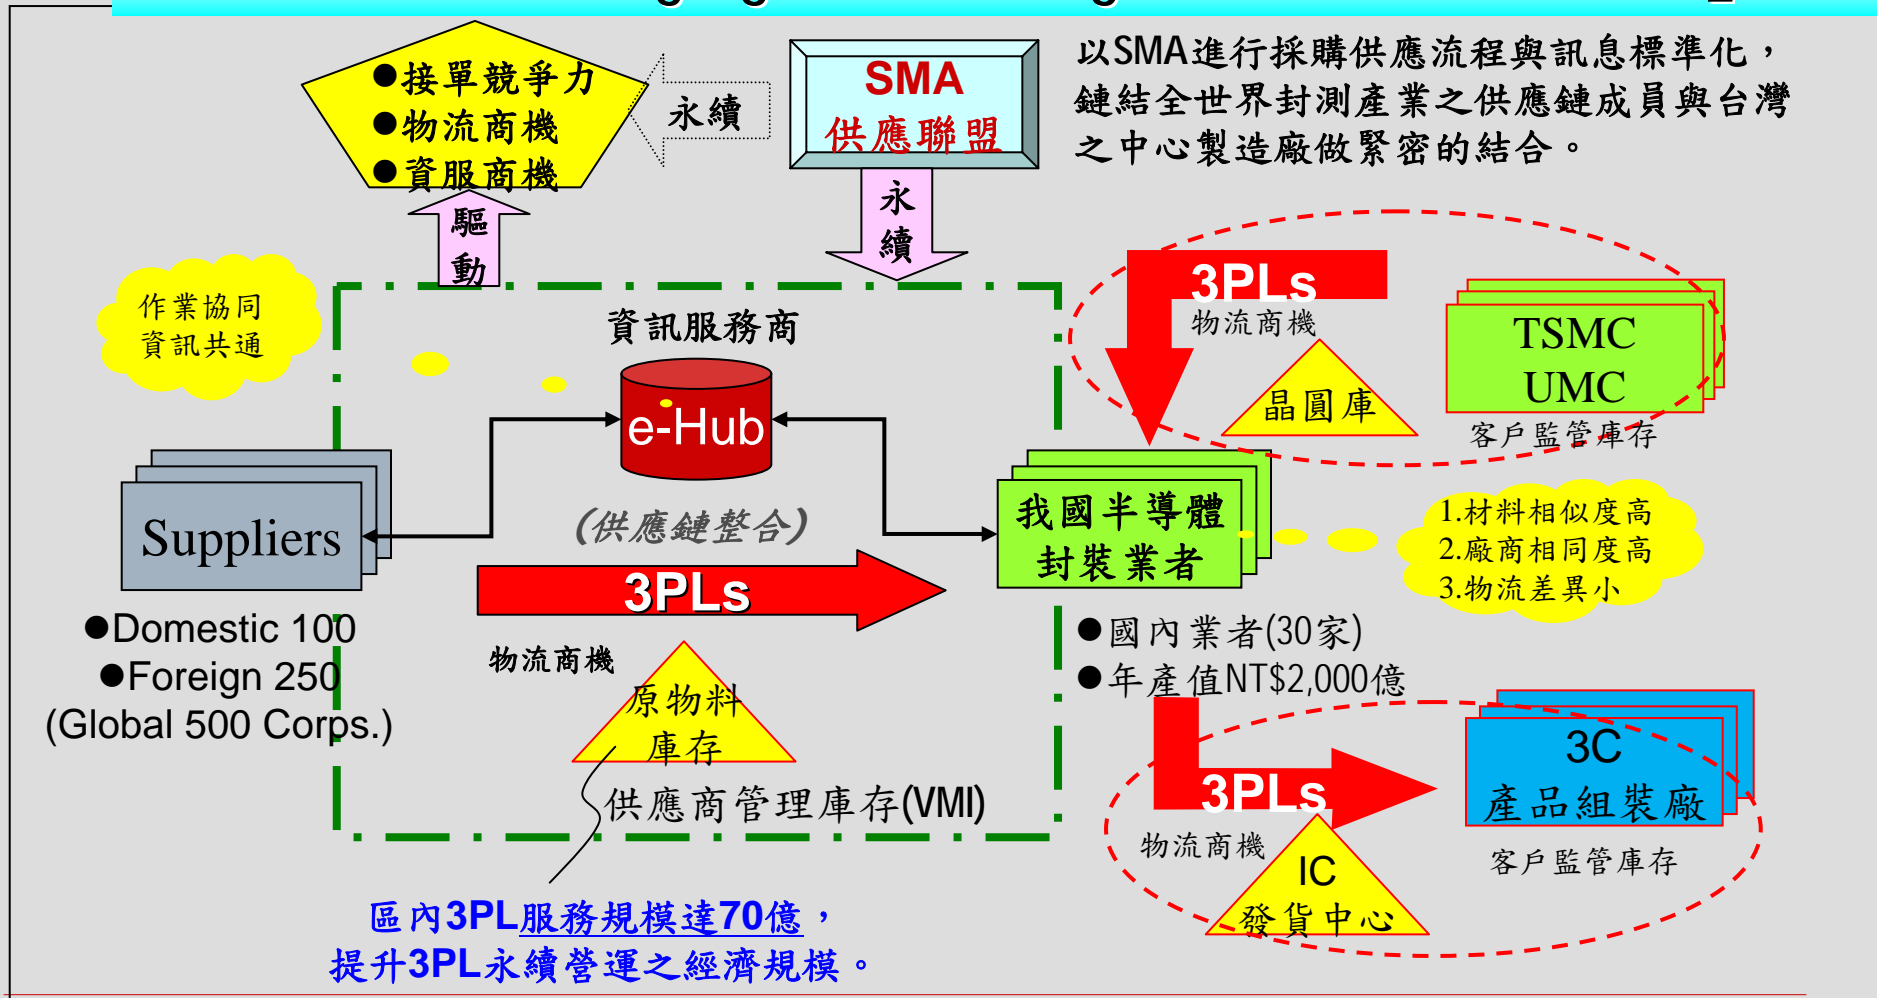 ●接單競爭力
●物流商機
●資服商機
永續
SMA
供應聯盟
以SMA進行採購供應流程與訊息標準化，
鏈結全世界封測產業之供應鏈成員與台灣
之中心製造廠做緊密的結合。
驅
動
永
續
作業協同
資訊共通
資訊服務商
e-Hub
(供應鏈整合)
3PLs
物流商機
晶圓庫
TSMC
UMC
客戶監管庫存
Suppliers
●Domestic 100
●Foreign 250
(Global 500 Corps.)
3PLs
物流商機
原物料
庫存
供應商管理庫存(VMI)
我國半導體
封裝業者
1.材料相似度高
2.廠商相同度高
3.物流差異小
●國內業者(30家)
●年產值NT$2,000億
3PLs
物流商機
IC
發貨中心
3C
產品組裝廠
客戶監管庫存
區內3PL服務規模達70億，
提升3PL永續營運之經濟規模。